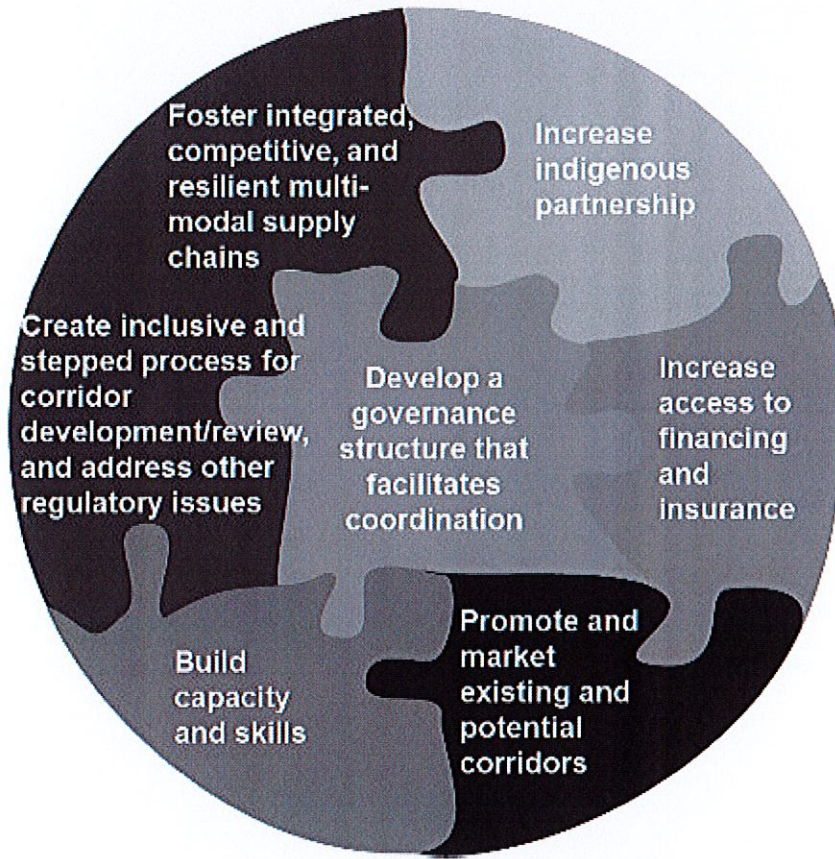 Foster integrated,
competitive, and
resilient multi-
modal supply
chains
Increase
indigenous
partnership
Create inclusive and
stepped process for
corridor
development/review,
and address other
regulatory issues
Develop a
governance
structure that
facilitates
coordination
Increase
access to
financing
and
insurance
Build
capacity
and skills
Promote and
market
existing and
potential
corridors